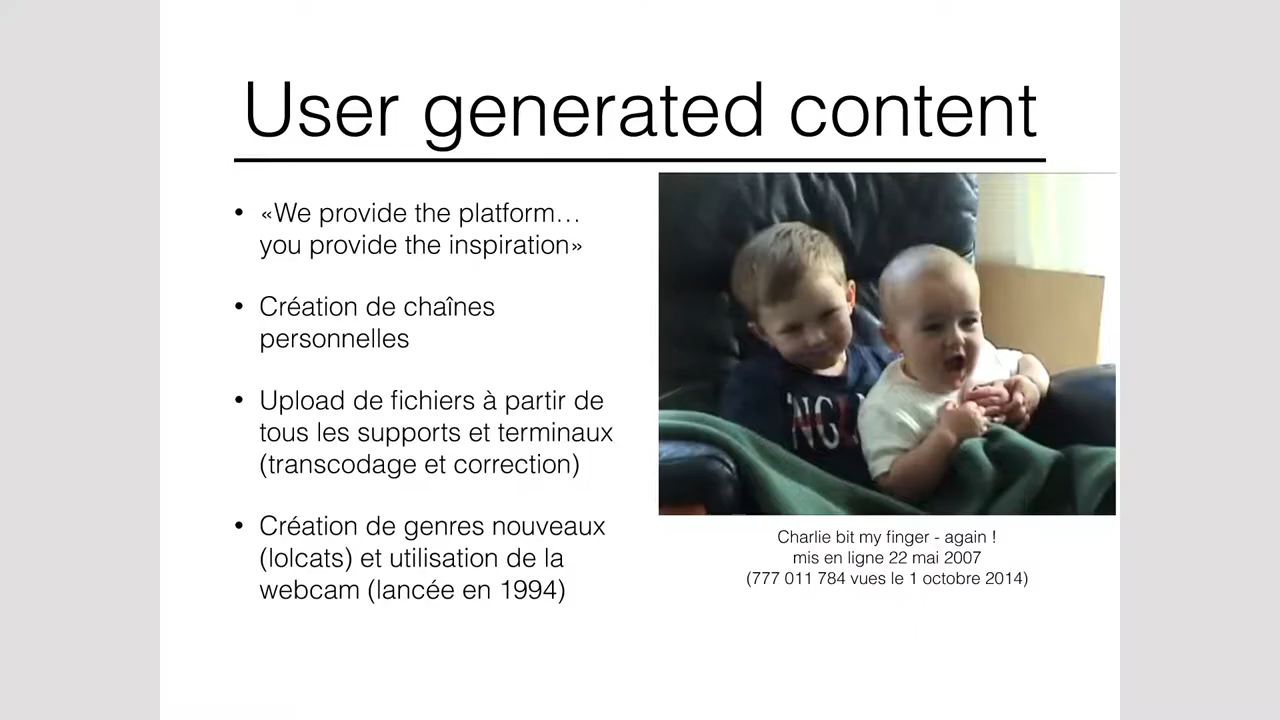 User generated content
• «We provide the platform…
you provide the inspiration»
• Création de chaînes
personnelles
• Upload de fichiers à partir de
tous les supports et terminaux
(transcodage et correction)
• Création de genres nouveaux
(lolcats) et utilisation de la
webcam (lancée en 1994)
NGL
Charlie bit my finger - again !
mis en ligne 22 mai 2007
(777 011 784 vues le 1 octobre 2014)